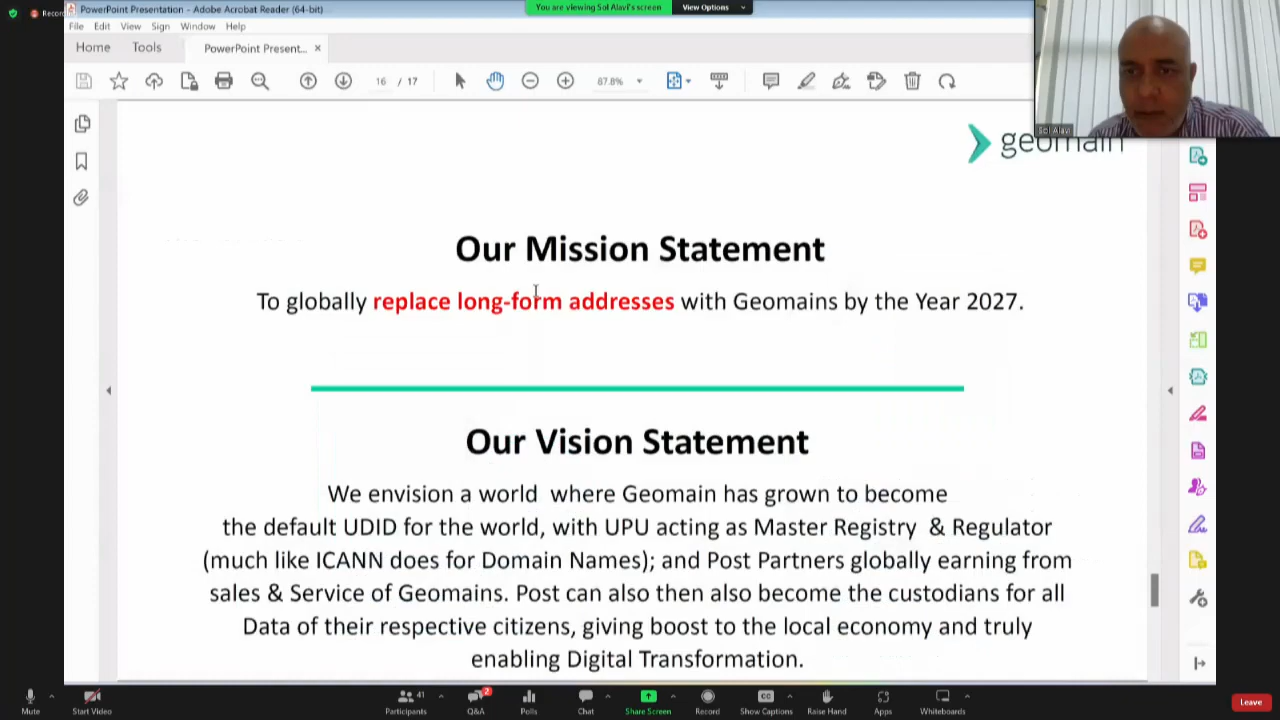 Recor
PowerPoint Presentation - Adobe Acrobat Reader (64-bit)
You are viewing Sol Alavi's screen
View Options
File Edit View Sign Window Help
Home Tools PowerPoint Present... ×
16 / 17
67.8%
Sol Alavi
geomain
Our Mission Statement
To globally replace long-form addresses with Geomains by the Year 2027.
Our Vision Statement
We envision a world where Geomain has grown to become
the default UDID for the world, with UPU acting as Master Registry & Regulator
(much like ICANN does for Domain Names); and Post Partners globally earning from
sales & Service of Geomains. Post can also then also become the custodians for all
Data of their respective citizens, giving boost to the local economy and truly
enabling Digital Transformation.
41 2 CC
Mute Start Video Participants Q&A Polls Chat Share Screen Record Show Captions Raise Hand Apps Whiteboards Leave